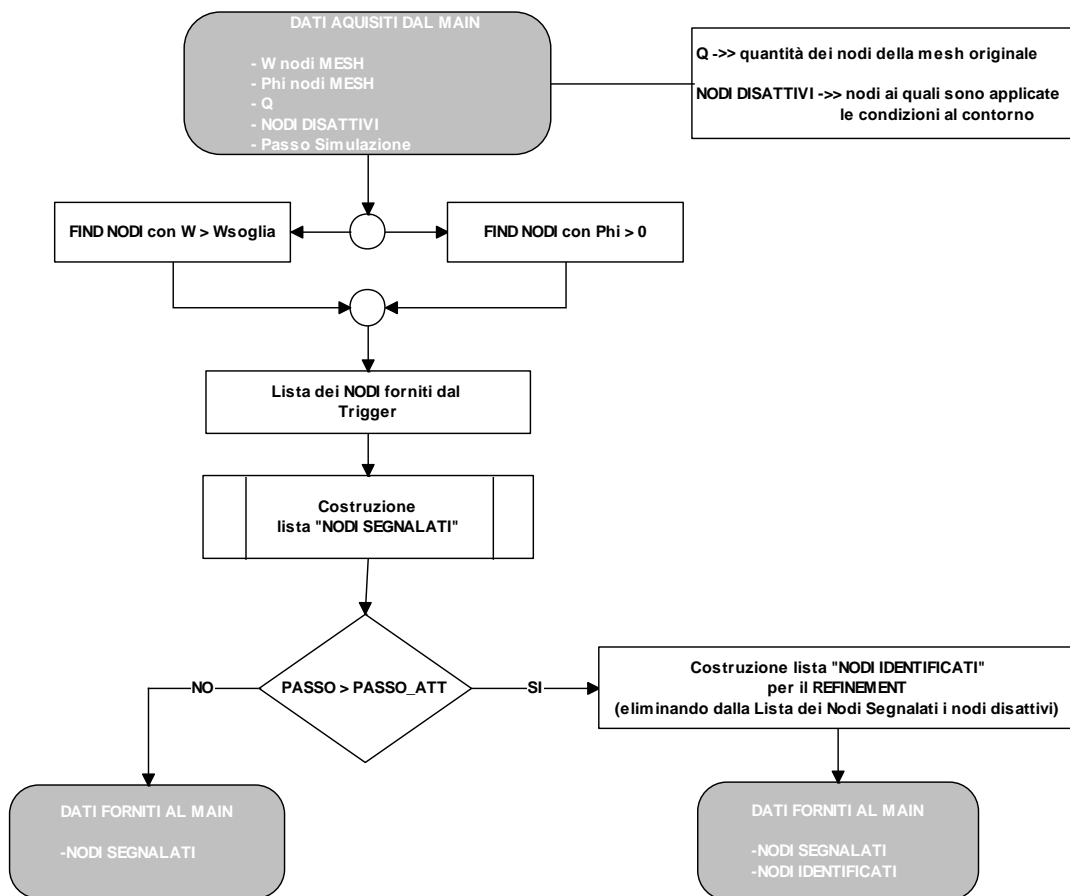 DATI AQUISITI DAL MAIN
- W nodi MESH
- Phi nodi MESH
- Q
- NODI DISATTIVI
- Passo Simulazione
Q ->> quantità dei nodi della mesh originale
NODI DISATTIVI ->> nodi ai quali sono applicate
le condizioni al contorno
FIND NODI con W > Wsoglia
FIND NODI con Phi > 0
Lista dei NODI forniti dal
Trigger
Costruzione
lista "NODI SEGNALATI"
NO
PASSO > PASSO_ATT
SI
Costruzione lista "NODI IDENTIFICATI"
per il REFINEMENT
(eliminando dalla Lista dei Nodi Segnalati i nodi disattivi)
DATI FORNITI AL MAIN
-NODI SEGNALATI
DATI FORNITI AL MAIN
-NODI SEGNALATI
-NODI IDENTIFICATI